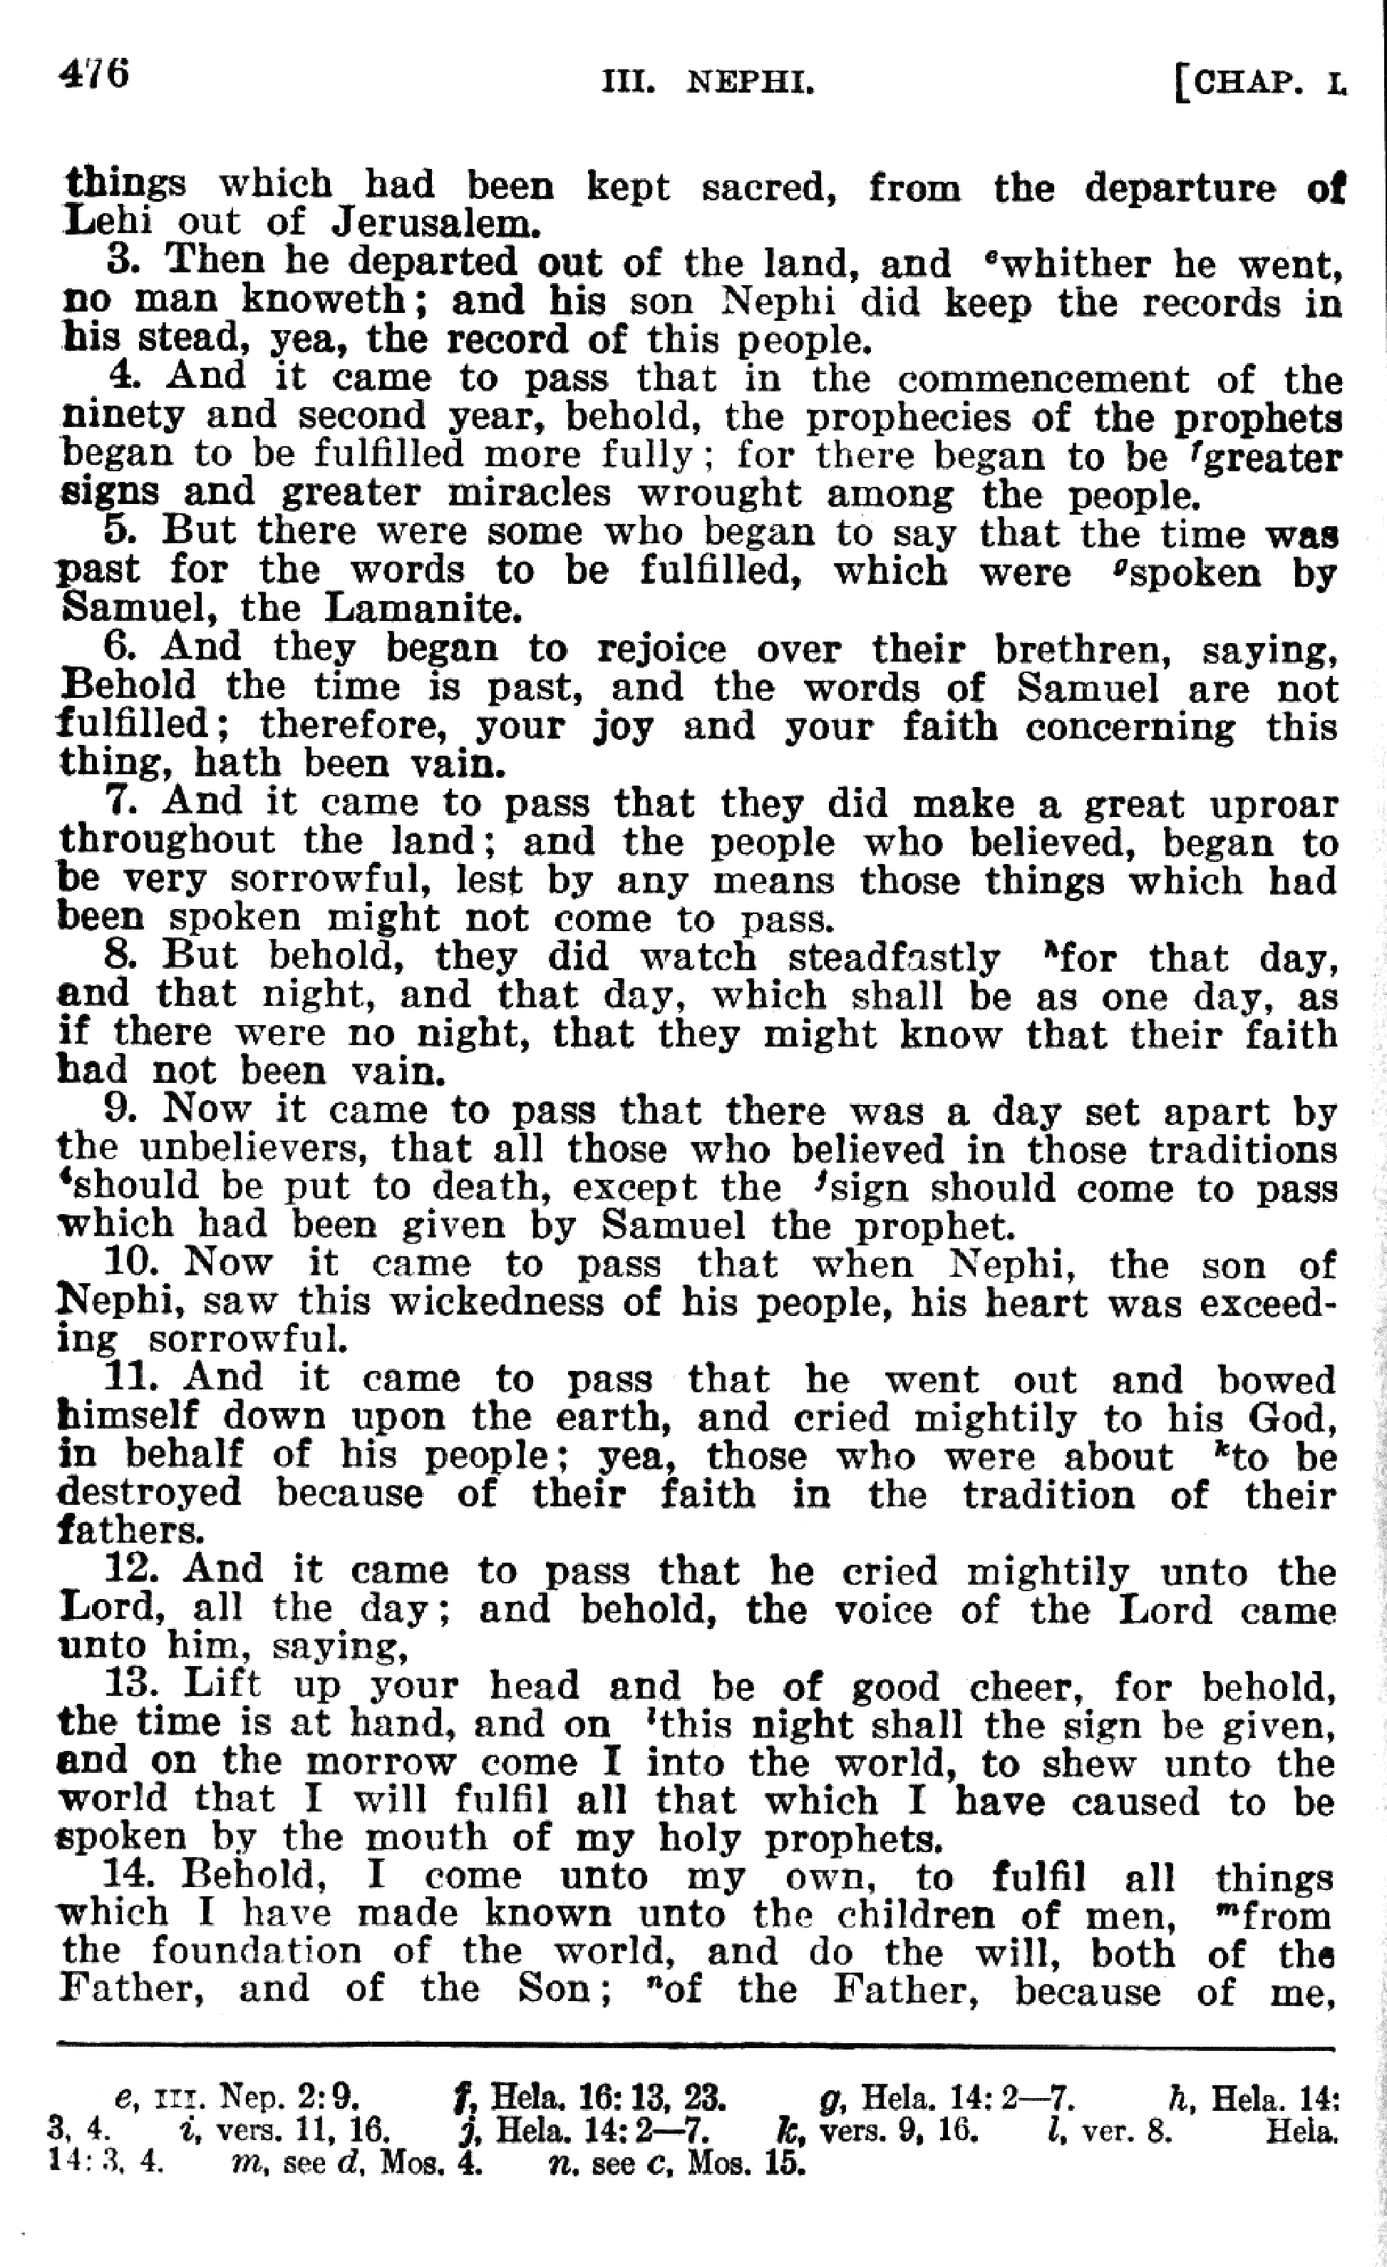 476 III. NEPHI. [CHAP. I.
things which had been kept sacred, from the departure of
Lehi out of Jerusalem.
3. Then he departed out of the land, and ewhither he went,
no man knoweth; and his son Nephi did keep the records in
his stead, yea, the record of this people.
4. And it came to pass that in the commencement of the
ninety and second year, behold, the prophecies of the prophets
began to be fulfilled more fully; for there began to be fgreater
signs and greater miracles wrought among the people.
5. But there were some who began to say that the time was
past for the words to be fulfilled, which were gspoken by
Samuel, the Lamanite.
6. And they began to rejoice over their brethren, saying,
Behold the time is past, and the words of Samuel are not
fulfilled; therefore, your joy and your faith concerning this
thing, hath been vain.
7. And it came to pass that they did make a great uproar
throughout the land; and the people who believed, began to
be very sorrowful, lest by any means those things which had
been spoken might not come to pass.
8. But behold, they did watch steadfastly hfor that day,
and that night, and that day, which shall be as one day, as
if there were no night, that they might know that their faith
had not been vain.
9. Now it came to pass that there was a day set apart by
the unbelievers, that all those who believed in those traditions
ishould be put to death, except the jsign should come to pass
which had been given by Samuel the prophet.
10. Now it came to pass that when Nephi, the son of
Nephi, saw this wickedness of his people, his heart was exceed-
ing sorrowful.
11. And it came to pass that he went out and bowed
himself down upon the earth, and cried mightily to his God,
in behalf of his people; yea, those who were about kto be
destroyed because of their faith in the tradition of their
fathers.
12. And it came to pass that he cried mightily unto the
Lord, all the day; and behold, the voice of the Lord came
unto him, saying,
13. Lift up your head and be of good cheer, for behold,
the time is at hand, and on lthis night shall the sign be given,
and on the morrow come I into the world, to shew unto the
world that I will fulfil all that which I have caused to be
spoken by the mouth of my holy prophets.
14. Behold, I come unto my own, to fulfil all things
which I have made known unto the children of men, mfrom
the foundation of the world, and do the will, both of the
Father, and of the Son; nof the Father, because of me,
e, III. Nep. 2:9. f, Hela. 16:13, 23. g, Hela. 14:2—7. h, Hela. 14:
3, 4. i, vers. 11, 16. j, Hela. 14:2—7. k, vers. 9, 16. l, ver. 8. Hela.
14:3, 4. m, see d, Mos. 4. n, see c, Mos. 15.